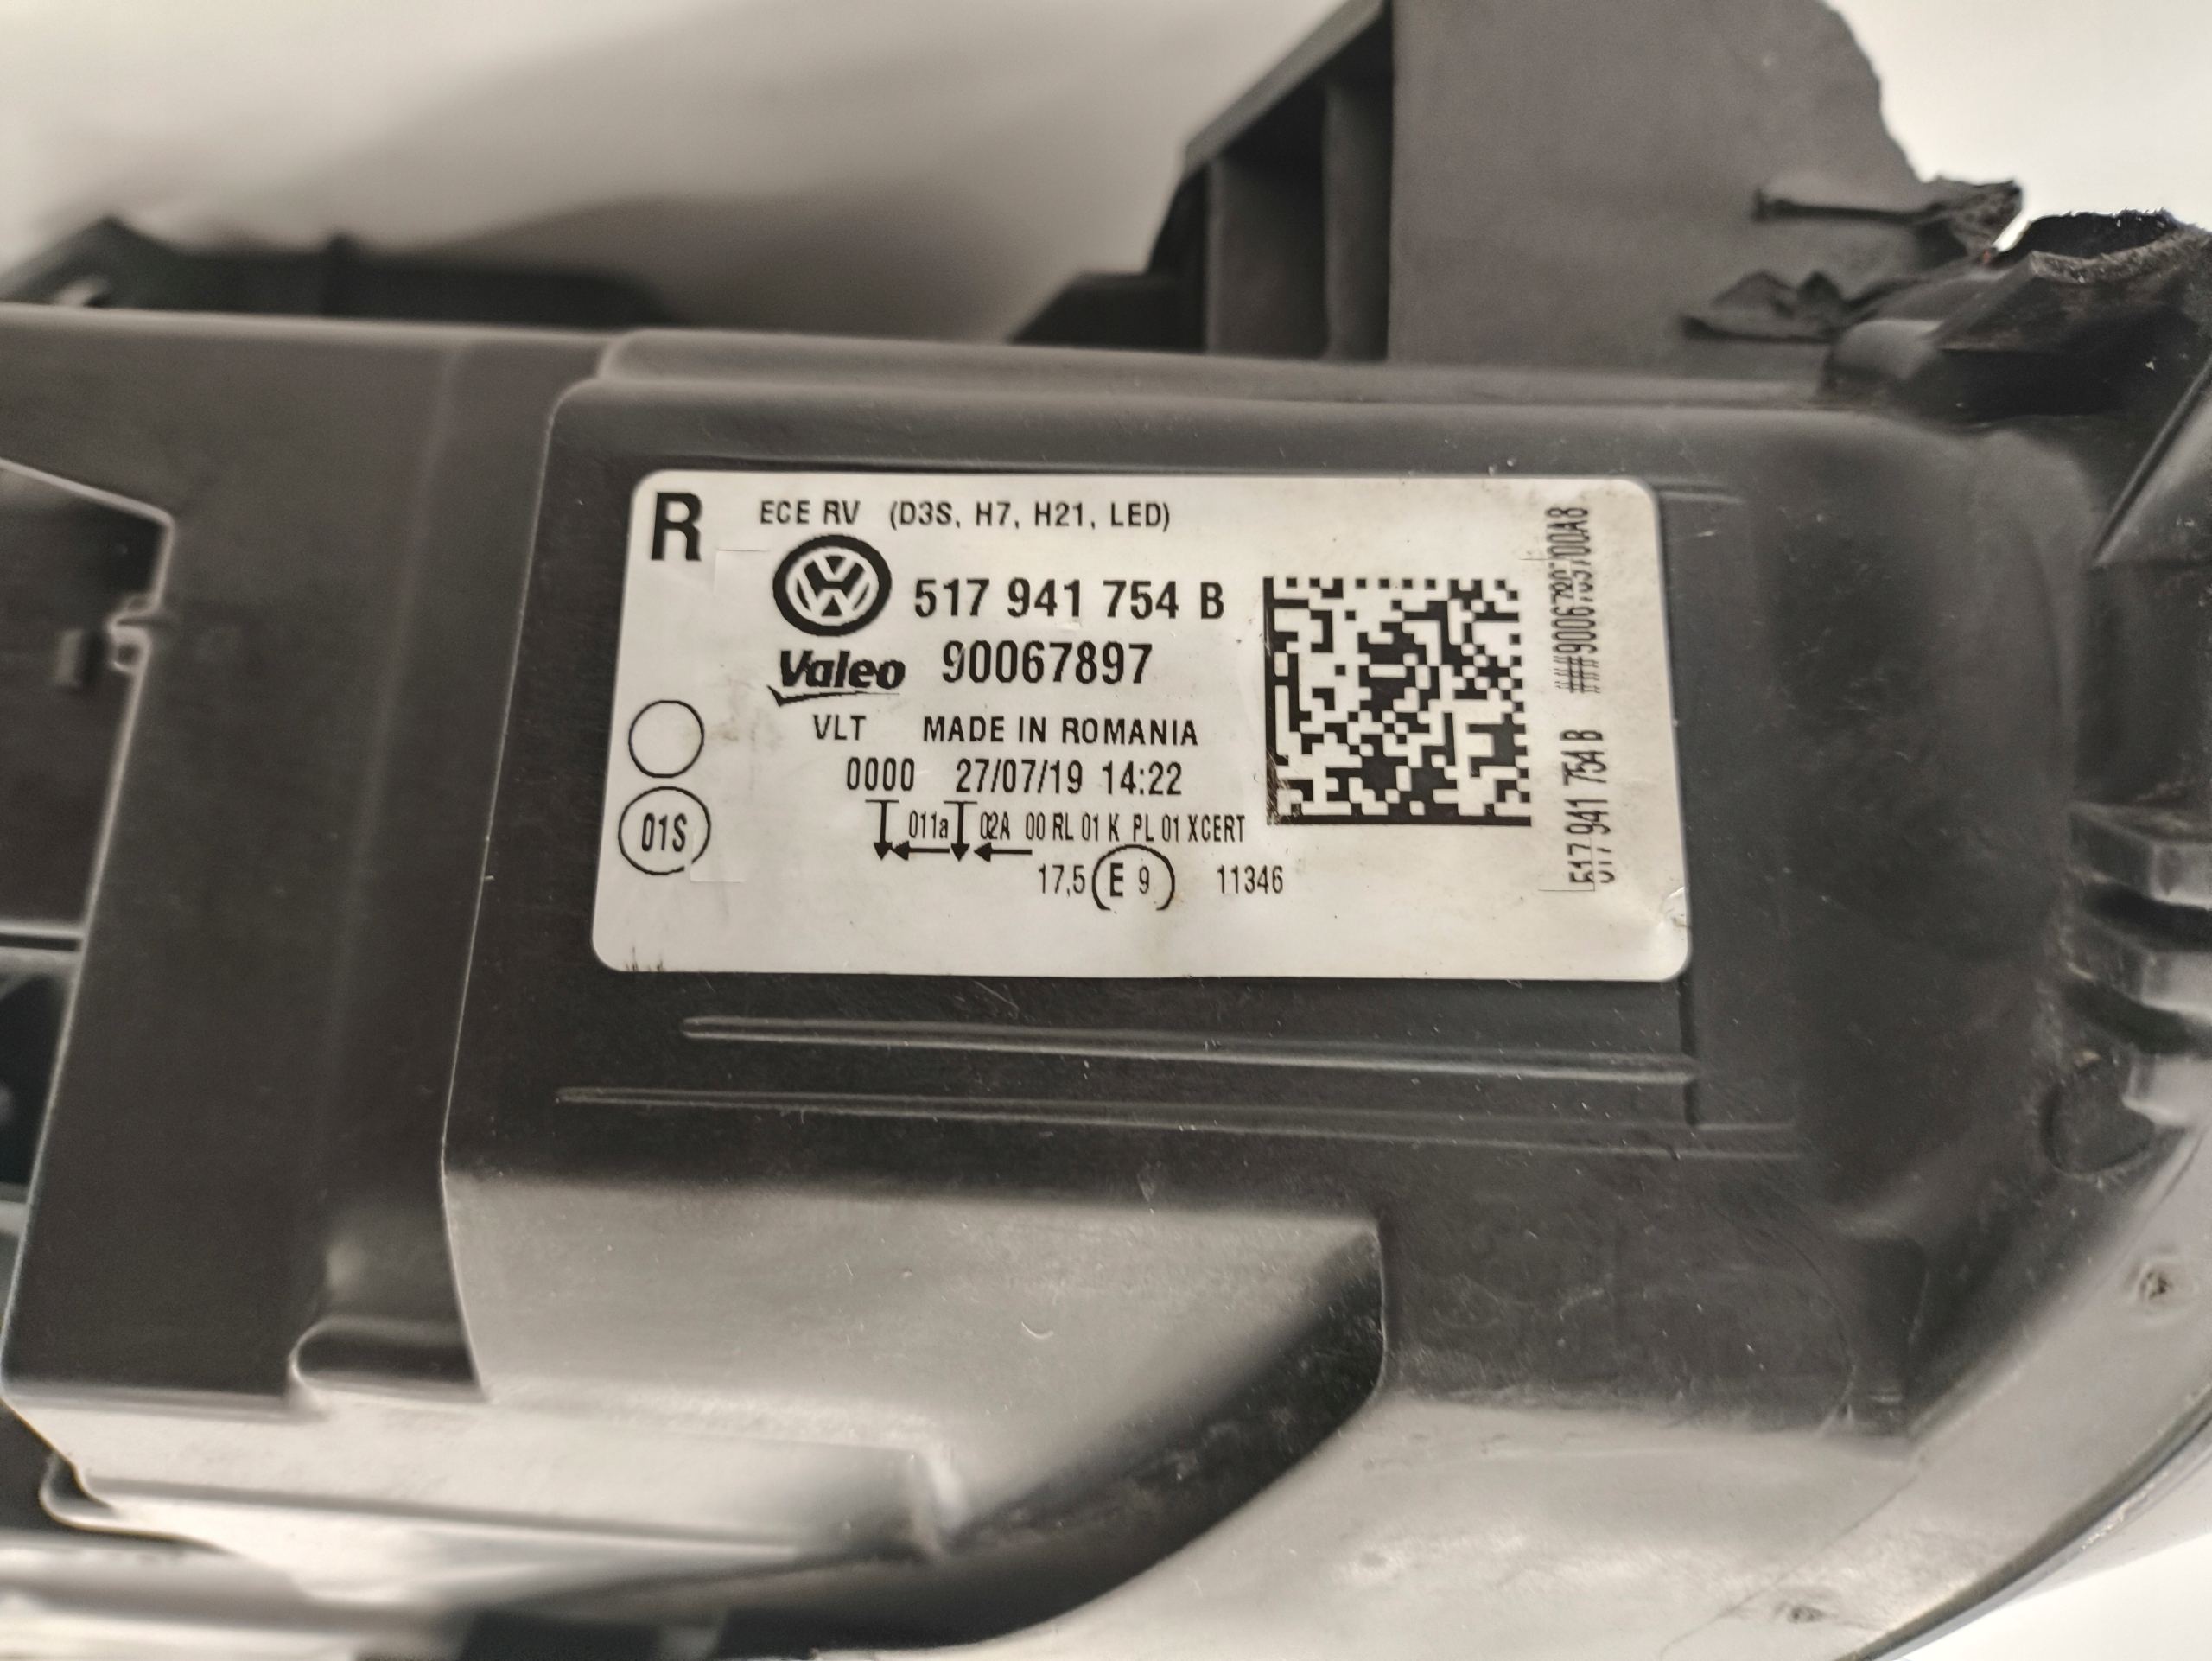 R
ECE RV (D3S, H7, H21, LED)
517 941 754 B
Valeo 90067897
VLT MADE IN ROMANIA
0000 27/07/19 14:22
011a 02A 00 RL 01 K PL 01 XCERT
01S
17,5 E 9 11346
517 941 754 B